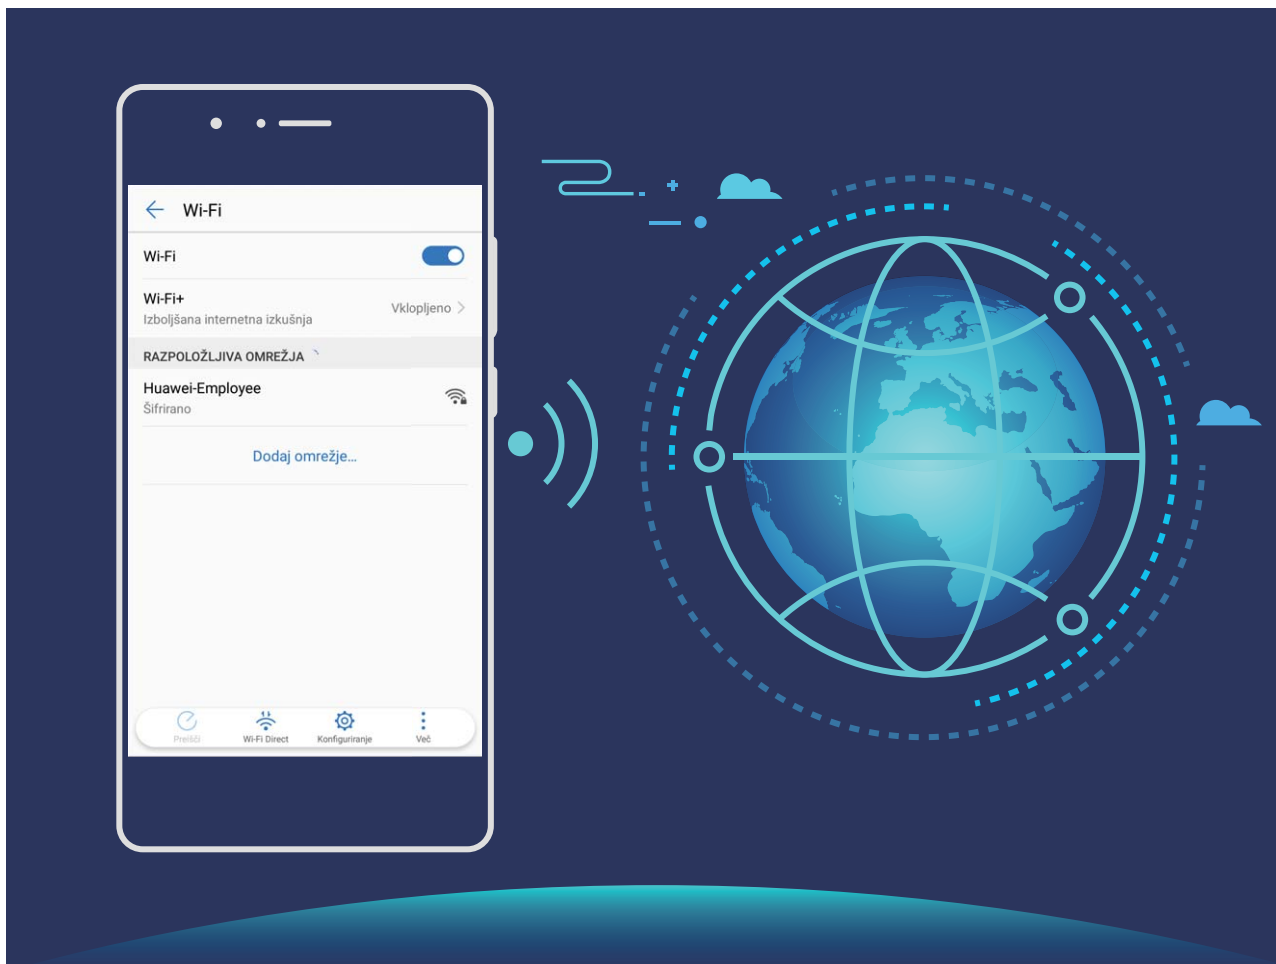 Wi-Fi
Wi-Fi
Wi-Fi+
Izboljšana internetna izkušnja
Vklopljeno
RAZPOLOŽLJIVA OMREŽJA
Huawei-Employee
Šifrirano
Dodaj omrežje...
Preišči
Wi-Fi Direct
Konfiguriranje
Več